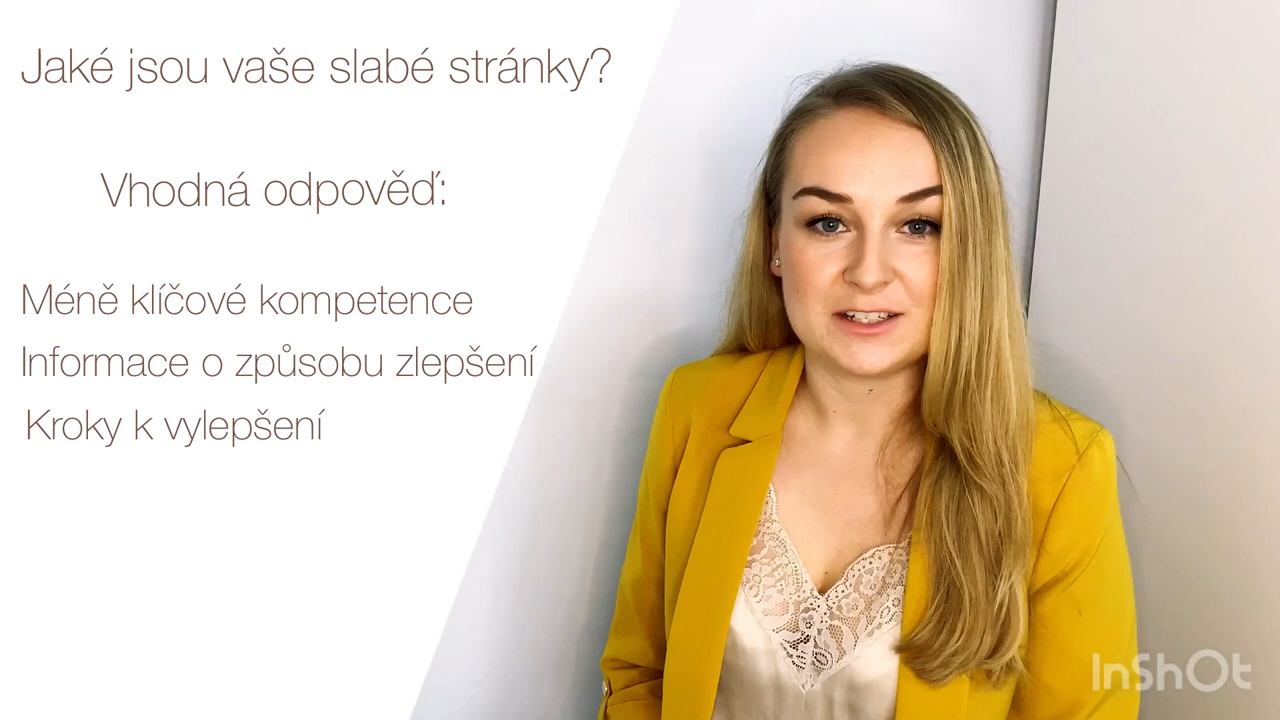 Jaké jsou vaše slabé stránky?
Vhodná odpověď:
Méně klíčové kompetence
Informace o způsobu zlepšení
Kroky k vylepšení
InShOt